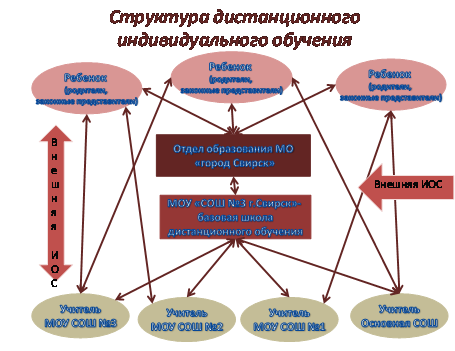 Структура дистанционного
индивидуального обучения
Ребенок
(родители,
законные представители)
Ребенок
(родители,
законные представители)
Ребенок
(родители,
законные представители)
Отдел образования МО
«город Свирск»
Внешняя ИОС
Внешняя ИОС
МОУ «СОШ №3 г.Свирск»-
базовая школа
дистанционного обучения
Учитель
МОУ СОШ №3
Учитель
МОУ СОШ №2
Учитель
МОУ СОШ №1
Учитель
Основная СОШ